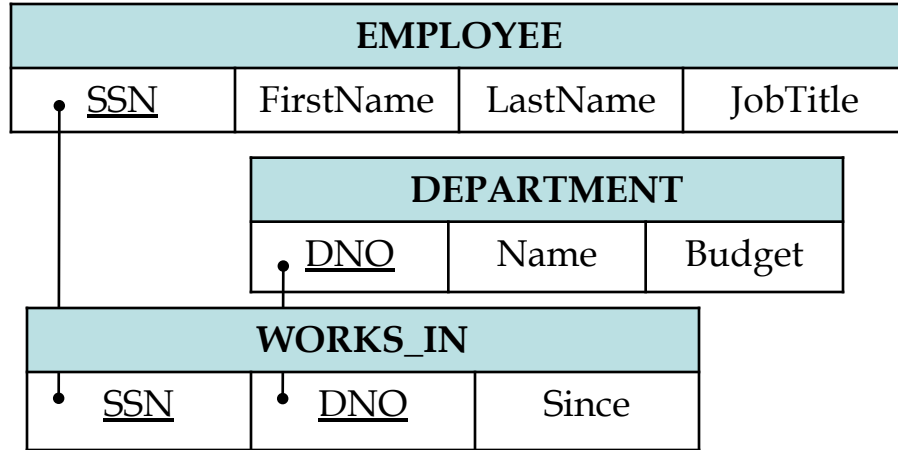 EMPLOYEE
SSN FirstName LastName JobTitle
DEPARTMENT
DNO Name Budget
WORKS_IN
SSN DNO Since